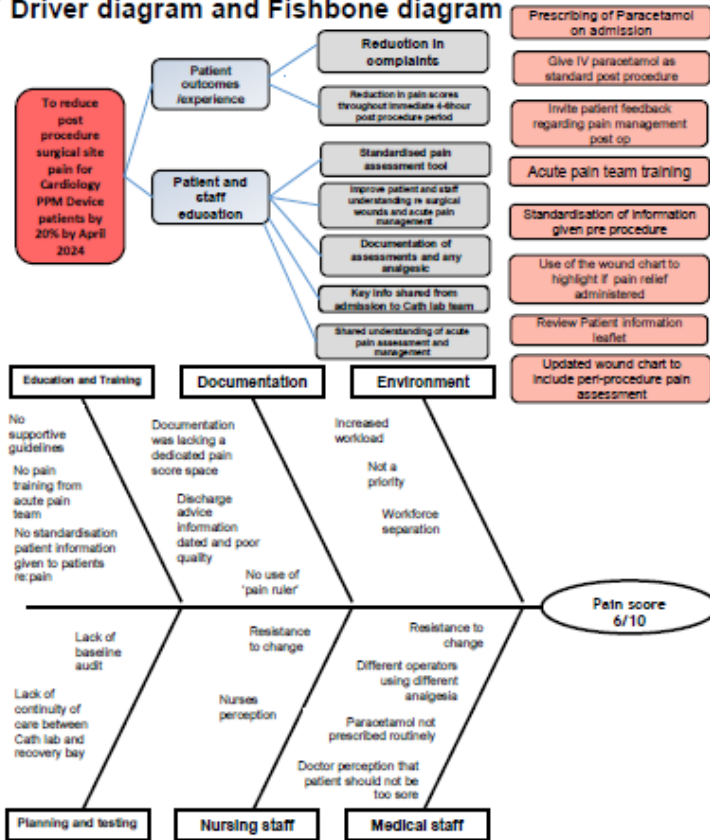 Driver diagram and Fishbone diagram
To reduce
post
procedure
surgical site
pain for
Cardiology
PPM Device
patients by
20% by April
2024
Patient
outcomes
/experience
Patient and
staff
education
Reduction in
complaints
Reduction in pain scores
throughout immediate 4-6hour
post procedure period
Standardised pain
assessment tool
Improve patient and staff
understanding re surgical
wounds and acute pain
management
Documentation of
assessments and any
analgesic
Key info shared from
admission to Cath lab team
Shared understanding of acute
pain assessment and
management
Prescribing of Paracetamol
on admission
Give IV paracetamol as
standard post procedure
Invite patient feedback
regarding pain management
post op
Acute pain team training
Standardisation of information
given pre procedure
Use of the wound chart to
highlight if pain relief
administered
Review Patient information
leaflet
Updated wound chart to
include peri-procedure pain
assessment
Education and Training
No
supportive
guidelines
No pain
training from
acute pain
team
No standardisation
patient information
given to patients
re:pain
Documentation
Documentation
was lacking a
dedicated pain
score space
Discharge
advice
information
dated and poor
quality
No use of
'pain ruler'
Environment
Increased
workload
Not a
priority
Workforce
separation
Pain score
6/10
Lack of
baseline
audit
Lack of
continuity of
care between
Cath lab and
recovery bay
Planning and testing
Resistance
to change
Nurses
perception
Nursing staff
Resistance to
change
Different operators
using different
analgesia
Paracetamol not
prescribed routinely
Doctor perception that
patient should not be
too sore
Medical staff